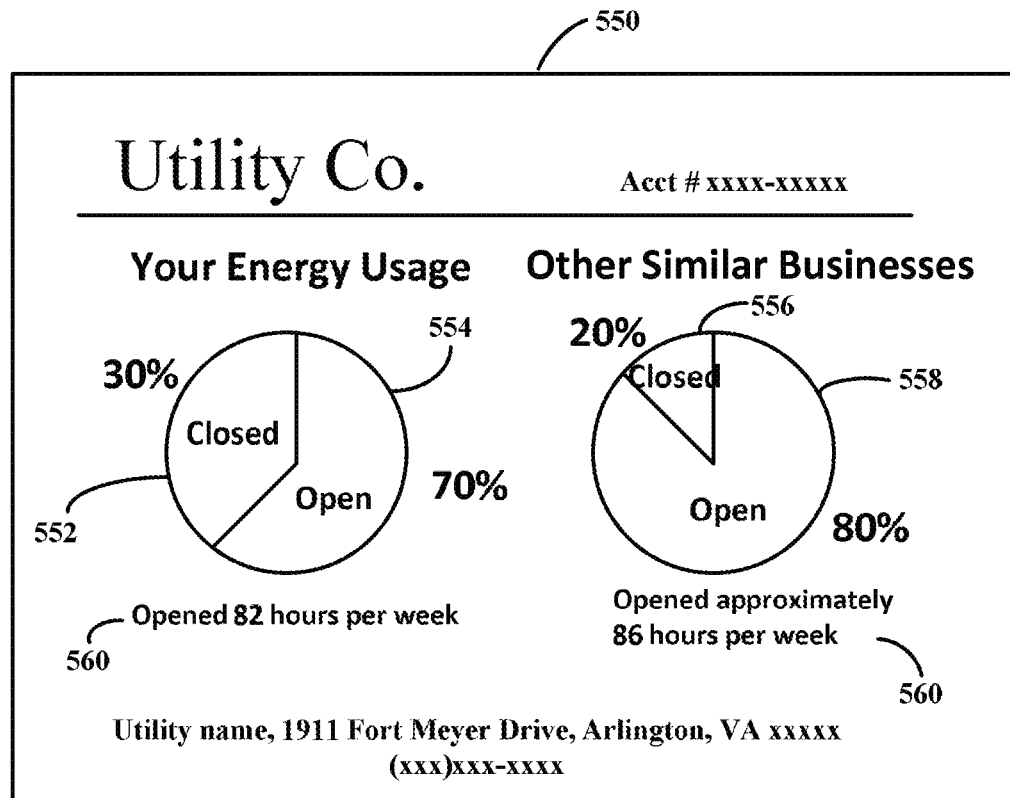 550
Utility Co.
Acct # xxxx-xxxxx
Your Energy Usage
Other Similar Businesses
554
556
20%
30%
Closed
558
Closed
Open
70%
Open
80%
552
Opened 82 hours per week
Opened approximately
86 hours per week
560
560
Utility name, 1911 Fort Meyer Drive, Arlington, VA xxxxx
(xxx)xxx-xxxx